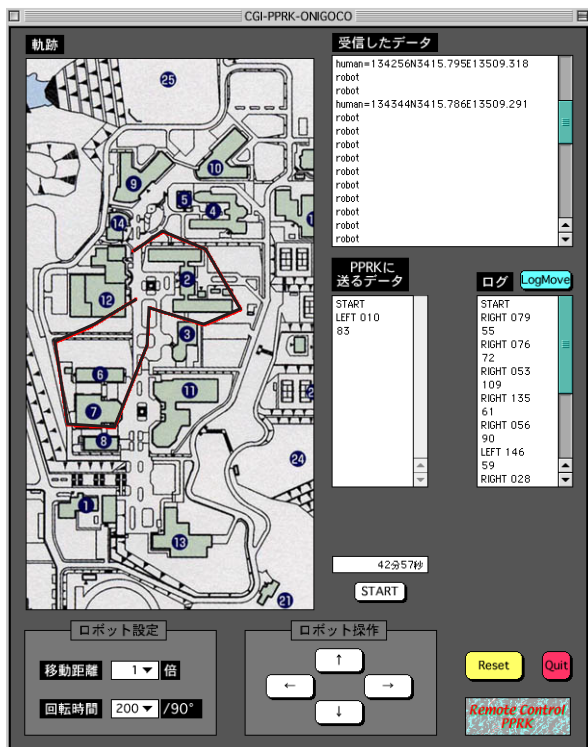 CGI-PPRK-ONIGOCO
軌跡
25
10
9
5
14
4
2
12
3
6
11
7
8
24
1
13
21
受信したデータ
human=134256N3415.795E13509.318
robot
robot
human=134344N3415.786E13509.291
robot
robot
robot
robot
robot
robot
robot
robot
robot
robot
PPRKに
送るデータ
START
LEFT 010
83
ログ
LogMove
START
RIGHT 079
55
RIGHT 076
72
RIGHT 053
109
RIGHT 135
61
RIGHT 056
90
LEFT 146
59
RIGHT 028
42分57秒
START
ロボット設定
移動距離 1 倍
回転時間 200 /90°
ロボット操作
↑
← →
↓
Reset
Quit
Remote Control
PPRK